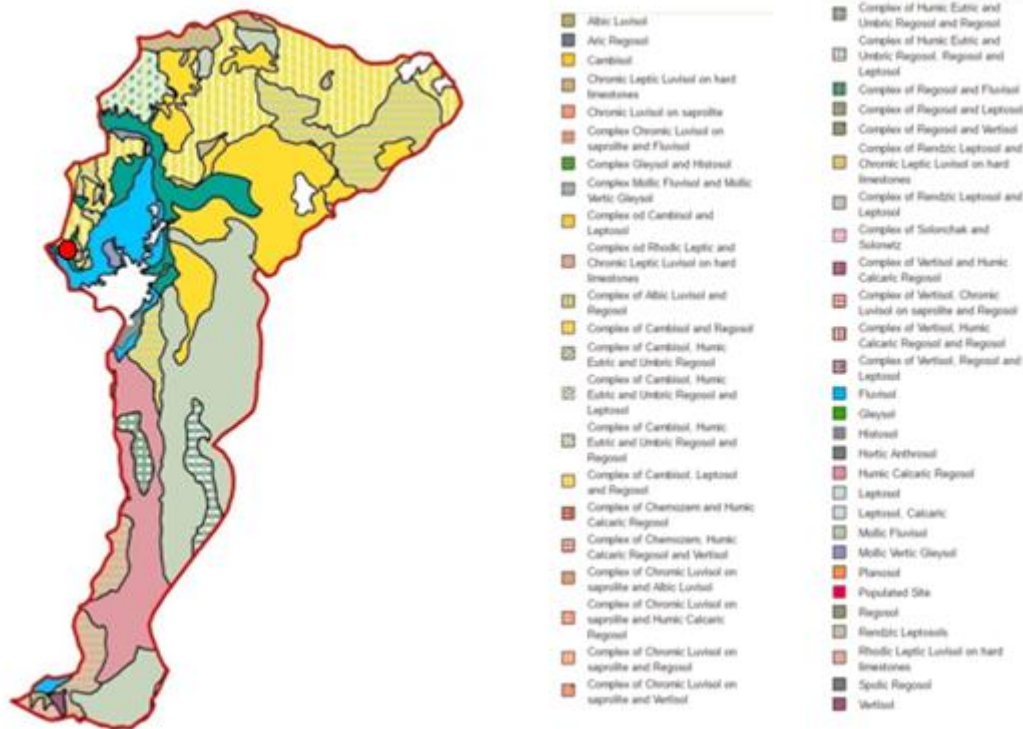 Albic Luvisol
Aric Regosol
Cambisol
Chromic Leptic Luvisol on hard
limestones
Chromic Luvisol on saprolite
Complex Chromic Luvisol on
saprolite and Fluvisol
Complex Gleysol and Histosol
Complex Mollic Fluvisol and Mollic
Vertic Gleysol
Complex od Cambisol and
Leptosol
Complex od Rhodic Leptic and
Chromic Leptic Luvisol on hard
limestones
Complex of Albic Luvisol and
Regosol
Complex of Cambisol and Regosol
Complex of Cambisol, Humic
Eutric and Umbric Regosol
Complex of Cambisol, Humic
Eutric and Umbric Regosol and
Leptosol
Complex of Cambisol, Humic
Eutric and Umbric Regosol and
Regosol
Complex of Cambisol, Leptosol
and Regosol
Complex of Chernozem and Humic
Calcaric Regosol
Complex of Chernozem, Humic
Calcaric Regosol and Vertisol
Complex of Chromic Luvisol on
saprolite and Albic Luvisol
Complex of Chromic Luvisol on
saprolite and Humic Calcaric
Regosol
Complex of Chromic Luvisol on
saprolite and Regosol
Complex of Chromic Luvisol on
saprolite and Vertisol
Complex of Humic Eutric and
Umbric Regosol and Regosol
Complex of Humic Eutric and
Umbric Regosol, Regosol and
Leptosol
Complex of Regosol and Fluvisol
Complex of Regosol and Leptosol
Complex of Regosol and Vertisol
Complex of Rendzic Leptosol and
Chromic Leptic Luvisol on hard
limestones
Complex of Rendzic Leptosol and
Leptosol
Complex of Solonchak and
Solonetz
Complex of Vertisol and Humic
Calcaric Regosol
Complex of Vertisol, Chromic
Luvisol on saprolite and Regosol
Complex of Vertisol, Humic
Calcaric Regosol and Regosol
Complex of Vertisol, Regosol and
Leptosol
Fluvisol
Gleysol
Histosol
Hortic Anthrosol
Humic Calcaric Regosol
Leptosol
Leptosol, Calcaric
Mollic Fluvisol
Mollic Vertic Gleysol
Planosol
Populated Site
Regosol
Rendzic Leptosols
Rhodic Leptic Luvisol on hard
limestones
Spolic Regosol
Vertisol